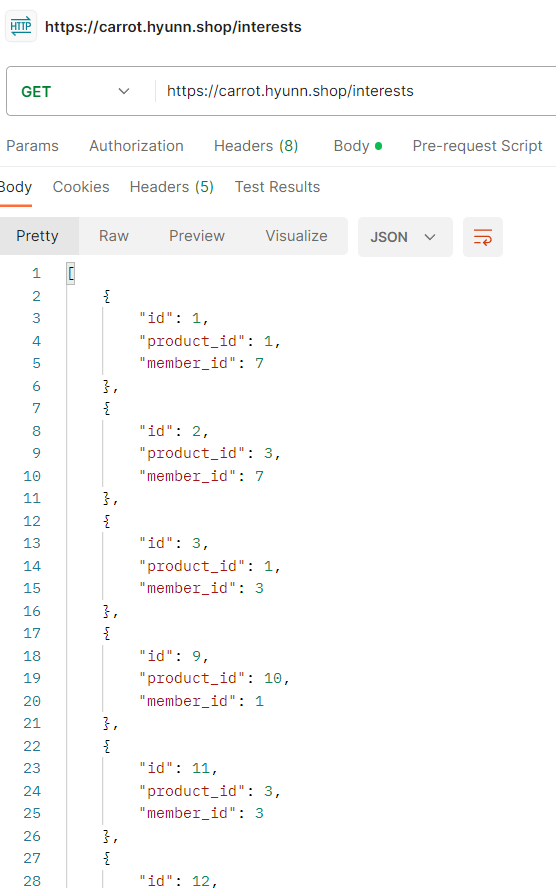 HTTP https://carrot.hyunn.shop/interests
GET https://carrot.hyunn.shop/interests
Params Authorization Headers (8) Body Pre-request Script
Body Cookies Headers (5) Test Results
Pretty Raw Preview Visualize JSON
1 [
2 {
3 "id": 1,
4 "product_id": 1,
5 "member_id": 7
6 },
7 {
8 "id": 2,
9 "product_id": 3,
10 "member_id": 7
11 },
12 {
13 "id": 3,
14 "product_id": 1,
15 "member_id": 3
16 },
17 {
18 "id": 9,
19 "product_id": 10,
20 "member_id": 1
21 },
22 {
23 "id": 11,
24 "product_id": 3,
25 "member_id": 3
26 },
27 {
28 "id": 12,